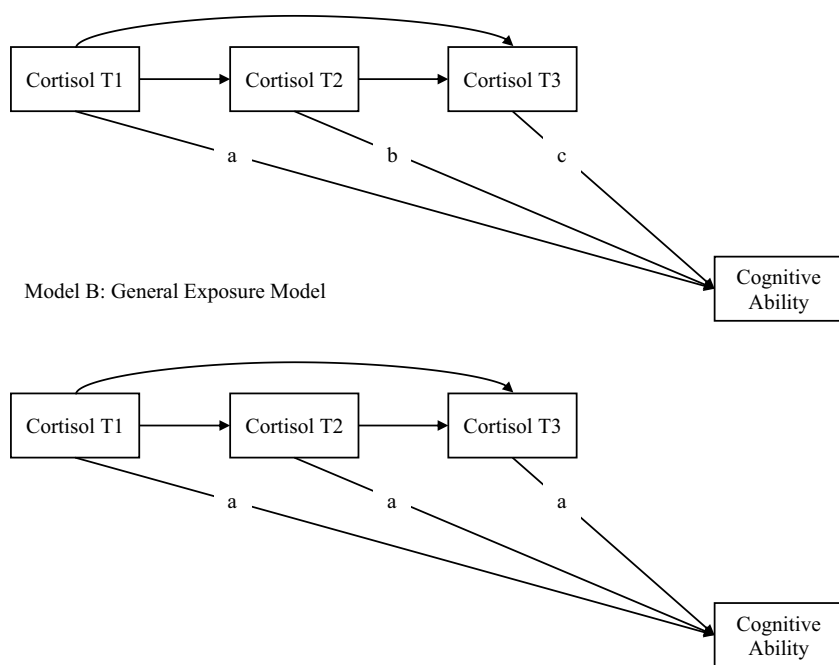 Cortisol T1
Cortisol T2
Cortisol T3
a
b
c
Cognitive
Ability
Model B: General Exposure Model
Cortisol T1
Cortisol T2
Cortisol T3
a
a
a
Cognitive
Ability